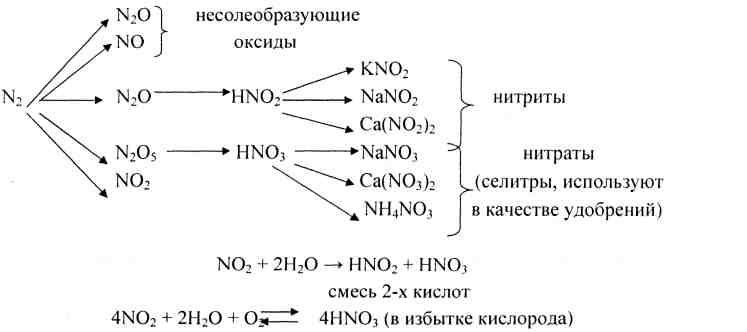 N₂O несолеобразующие
NO оксиды
KNO₂
N₂ N₂O HNO₂ NaNO₂ нитриты
Ca(NO₂)₂
N₂O₅ HNO₃ NaNO₃ нитраты
NO₂ Ca(NO₃)₂ (селитры, используют
NH₄NO₃ в качестве удобрений)
NO₂ + 2H₂O → HNO₂ + HNO₃
смесь 2-х кислот
4NO₂ + 2H₂O + O₂ ⇄ 4HNO₃ (в избытке кислорода)